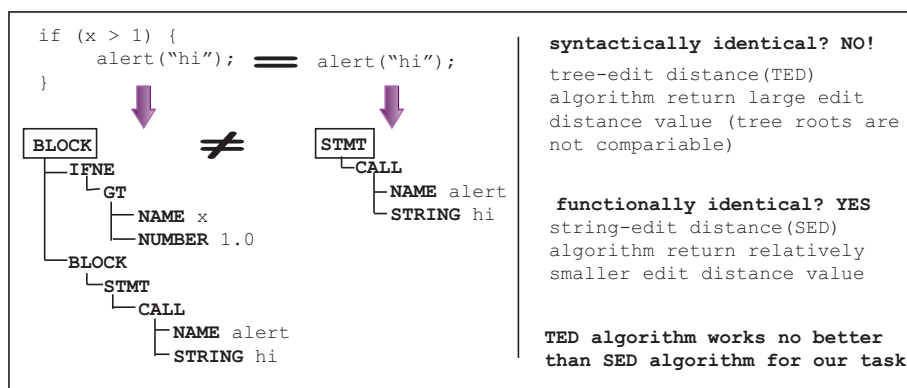 if (x > 1) {
alert(“hi”);
}
=
alert(“hi”);
BLOCK
IFNE
GT
NAME x
NUMBER 1.0
BLOCK
STMT
CALL
NAME alert
STRING hi
≠
STMT
CALL
NAME alert
STRING hi
syntactically identical? NO!
tree-edit distance(TED)
algorithm return large edit
distance value (tree roots are
not compariable)
functionally identical? YES
string-edit distance(SED)
algorithm return relatively
smaller edit distance value
TED algorithm works no better
than SED algorithm for our task